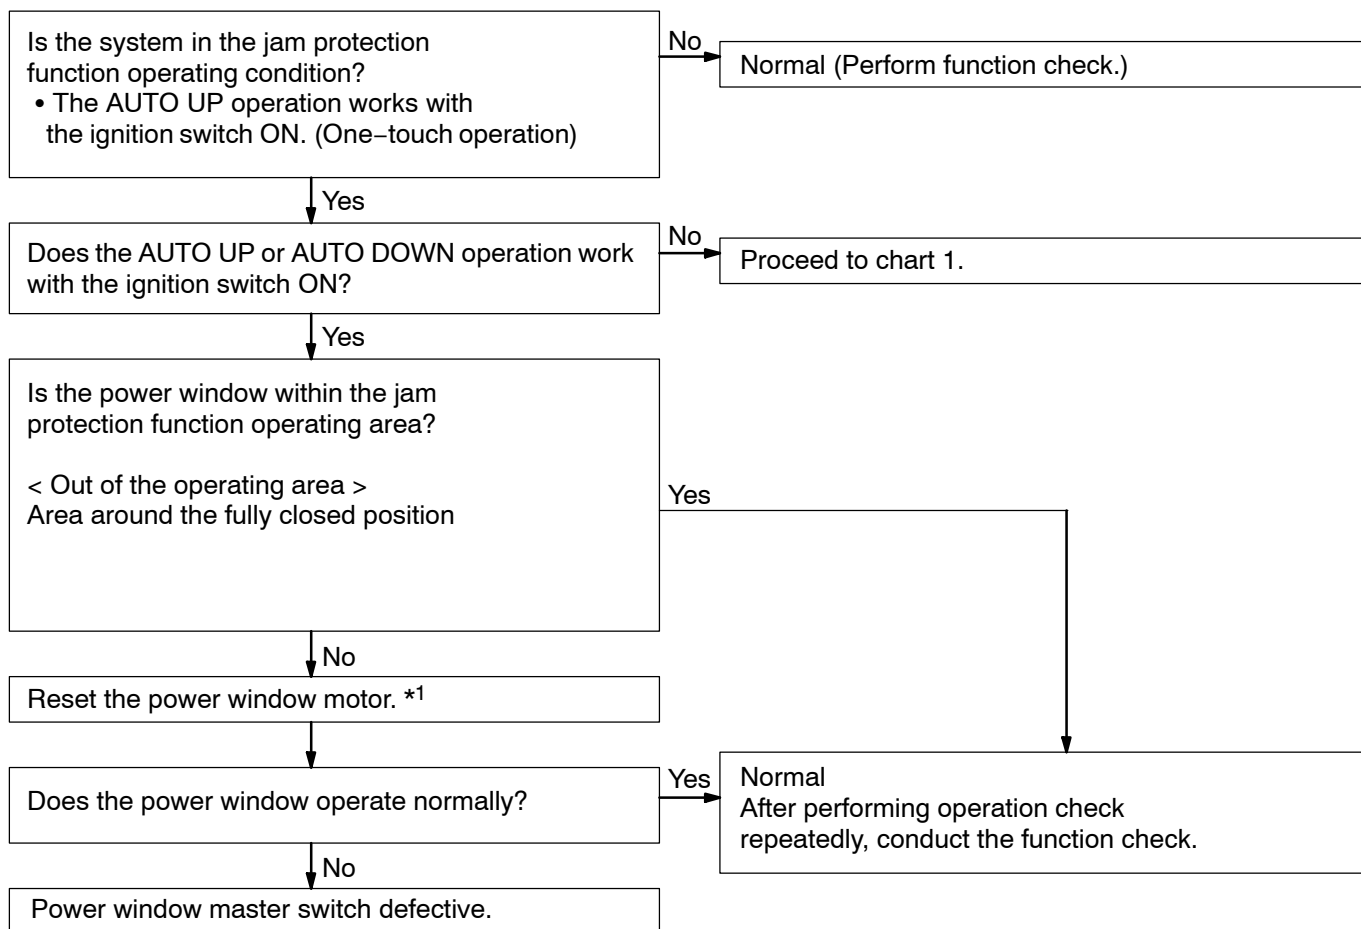 Is the system in the jam protection
function operating condition?
• The AUTO UP operation works with
the ignition switch ON. (One−touch operation)
No
Normal (Perform function check.)
Yes
Does the AUTO UP or AUTO DOWN operation work
with the ignition switch ON?
No
Proceed to chart 1.
Yes
Is the power window within the jam
protection function operating area?
< Out of the operating area >
Area around the fully closed position
Yes
No
Reset the power window motor. *1
Does the power window operate normally?
Yes
Normal
After performing operation check
repeatedly, conduct the function check.
No
Power window master switch defective.